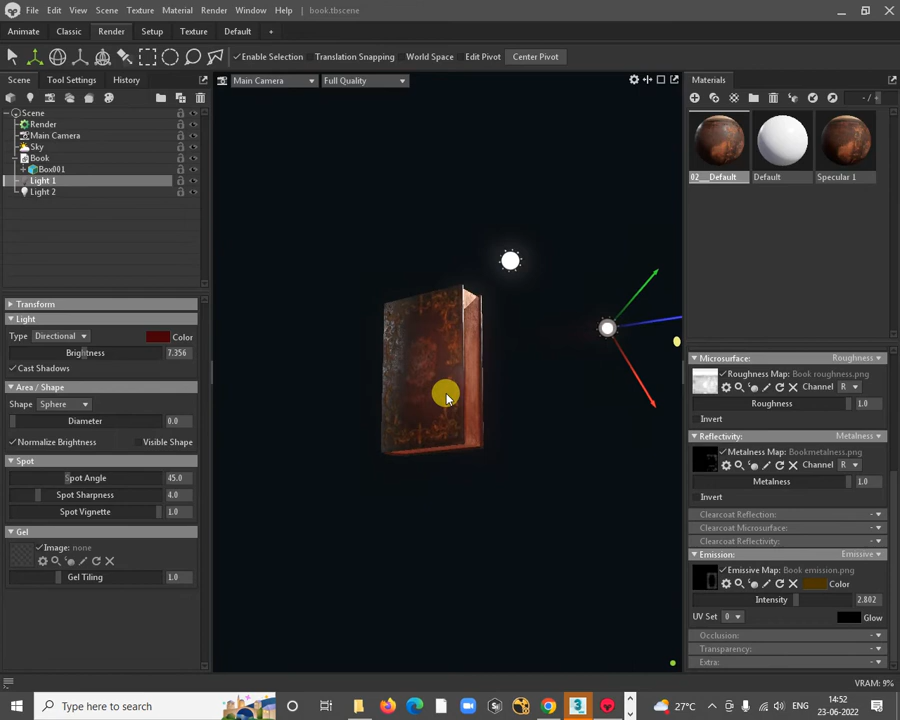 File Edit Scene Texture Material Render Window Help book.tbscene
Animate Classic Render Setup Texture Default +
Enable Selection Translation Snapping World Space Edit Pivot Center Pivot
Scene Tool Settings History
Main Camera Full Quality
Materials
- / -
Scene
Render
Main Camera
Sky
Book
Box001
Light 1
Light 2
02__Default Default Specular 1
Transform
Light
Type Directional Color
Brightness 7.356
Cast Shadows
Area / Shape
Shape Sphere
Diameter 0.0
Normalize Brightness Visible Shape
Spot
Spot Angle 45.0
Spot Sharpness 4.0
Spot Vignette 1.0
Gel
Image: none
Gel Tiling 1.0
Microsurface: Roughness
Roughness Map: Book roughness.png
Channel R
Roughness 1.0
Invert
Reflectivity: Metalness
Metalness Map: Bookmetalness.png
Channel R
Metalness 1.0
Invert
Clearcoat Reflection: -
Clearcoat Microsurface: -
Clearcoat Reflectivity: -
Emission: Emissive
Emissive Map: Book emission.png
Color
Intensity 2.802
UV Set 0 Glow
Occlusion: -
Transparency: -
Extra: -
VRAM: 9%
Type here to search
27°C
ENG
14:52
23-06-2022